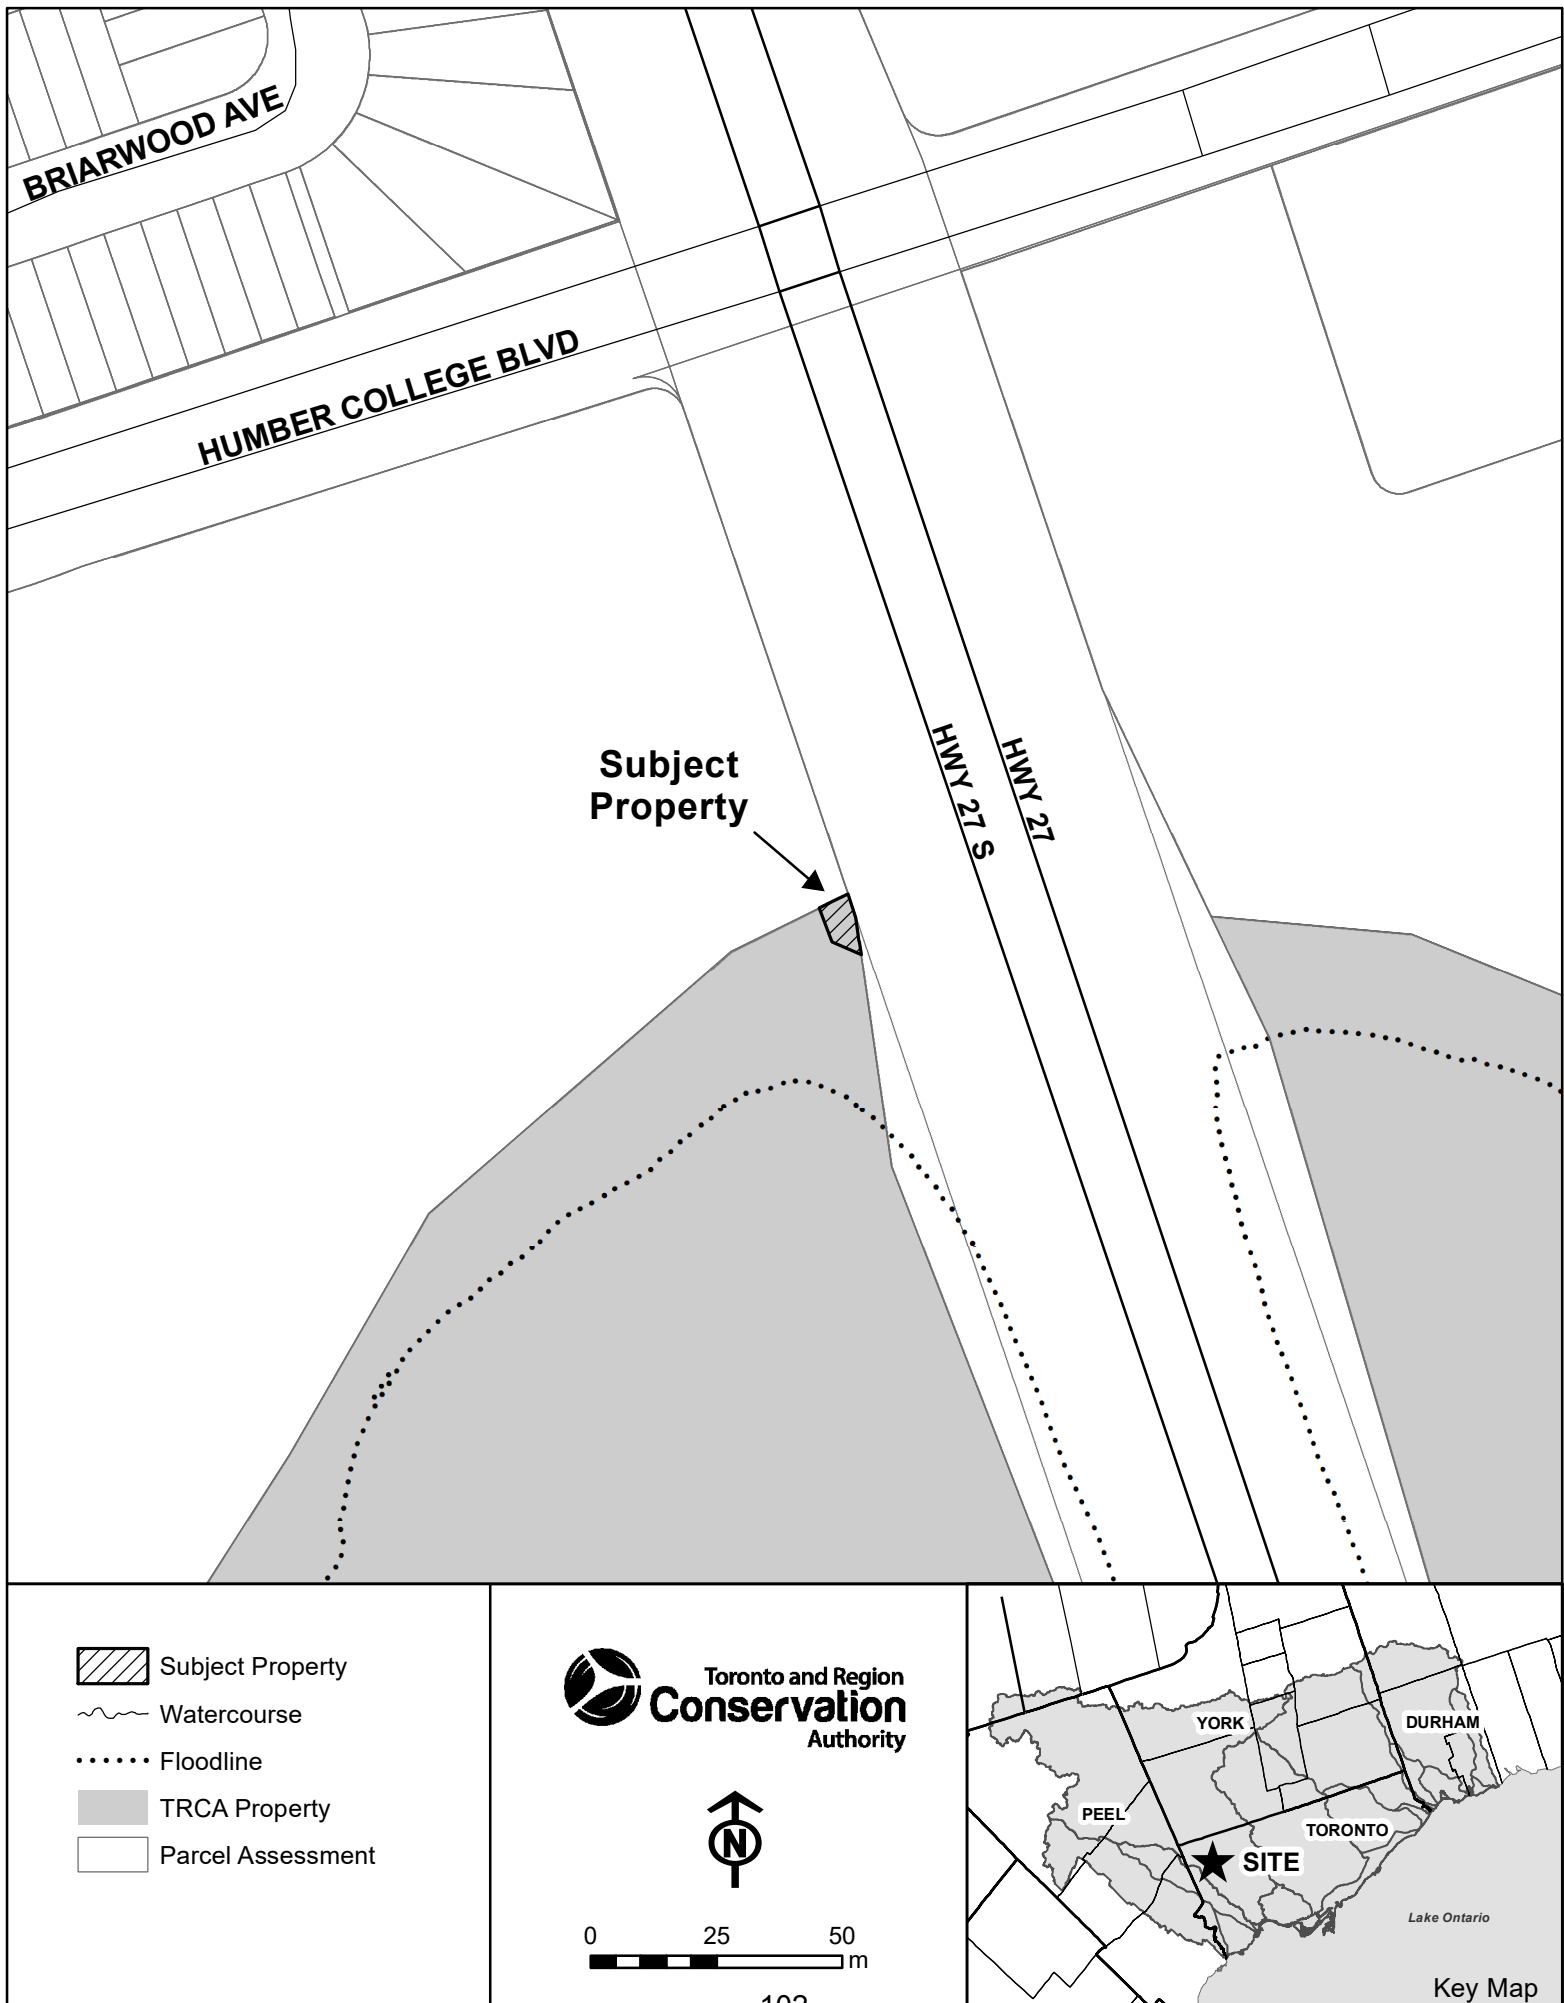 BRIARWOOD AVE
HUMBER COLLEGE BLVD
HWY 27 S
HWY 27
Subject
Property
Subject Property
Watercourse
Floodline
TRCA Property
Parcel Assessment
Toronto and Region
Conservation
Authority
N
0 25 50
m
YORK
DURHAM
PEEL
TORONTO
SITE
Lake Ontario
Key Map